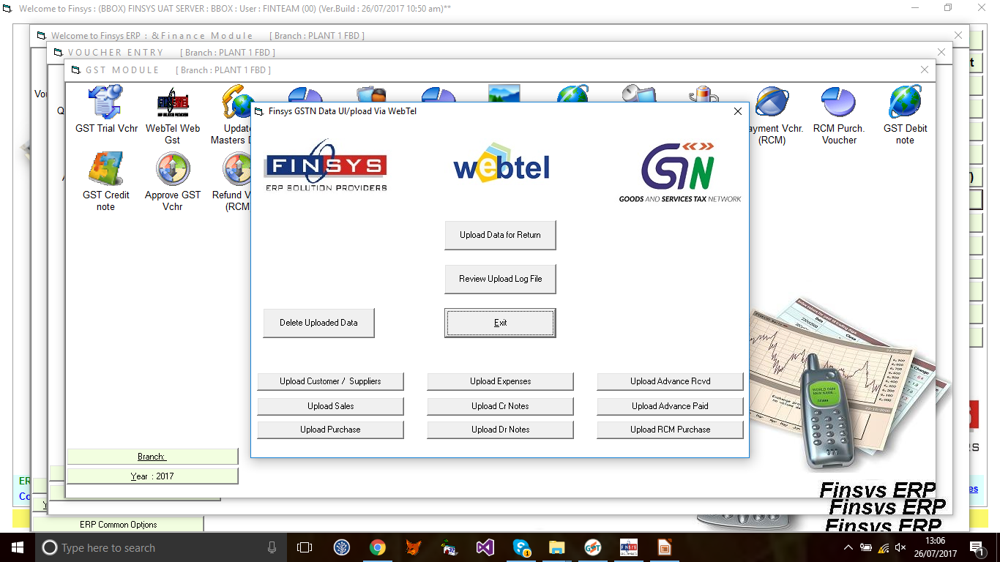 Welcome to Finsys : (BBOX) FINSYS UAT SERVER : BBOX : User : FINTEAM (00) (Ver.Build : 26/07/2017 10:50 am)**
Welcome to Finsys ERP : &Finance Module [ Branch : PLANT 1 FBD ]
VOUCHER ENTRY [ Branch : PLANT 1 FBD ]
GST MODULE [ Branch : PLANT 1 FBD ]
GST Trial Vchr
WebTel Web Gst
Update
Masters D
yment Vchr. (RCM)
RCM Purch. Voucher
GST Debit note
GST Credit note
Approve GST Vchr
Refund V
(RCM
Finsys GSTN Data Ul/pload Via WebTel
FINSYS
ERP SOLUTION PROVIDERS
webtel
GSTN
GOODS AND SERVICES TAX NETWORK
Upload Data for Return
Review Upload Log File
Delete Uploaded Data
Exit
Upload Customer / Suppliers
Upload Expenses
Upload Advance Rcvd
Upload Sales
Upload Cr Notes
Upload Advance Paid
Upload Purchase
Upload Dr Notes
Upload RCM Purchase
Branch:
Year : 2017
Finsys ERP
Finsys ERP
Finsys ERP
ERP Common Options
Type here to search
13:06
26/07/2017